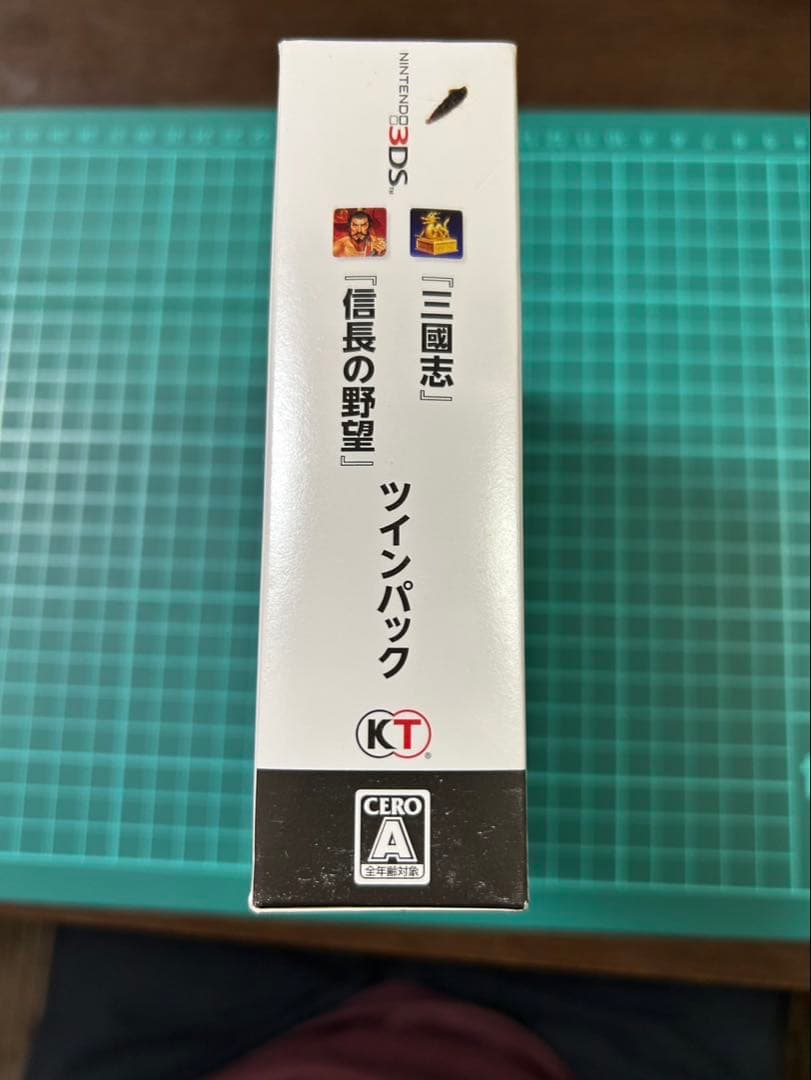 NINTENDO 3DS™
『三國志』
『信長の野望』
ツインパック
KT®
CERO
A
全年齢対象